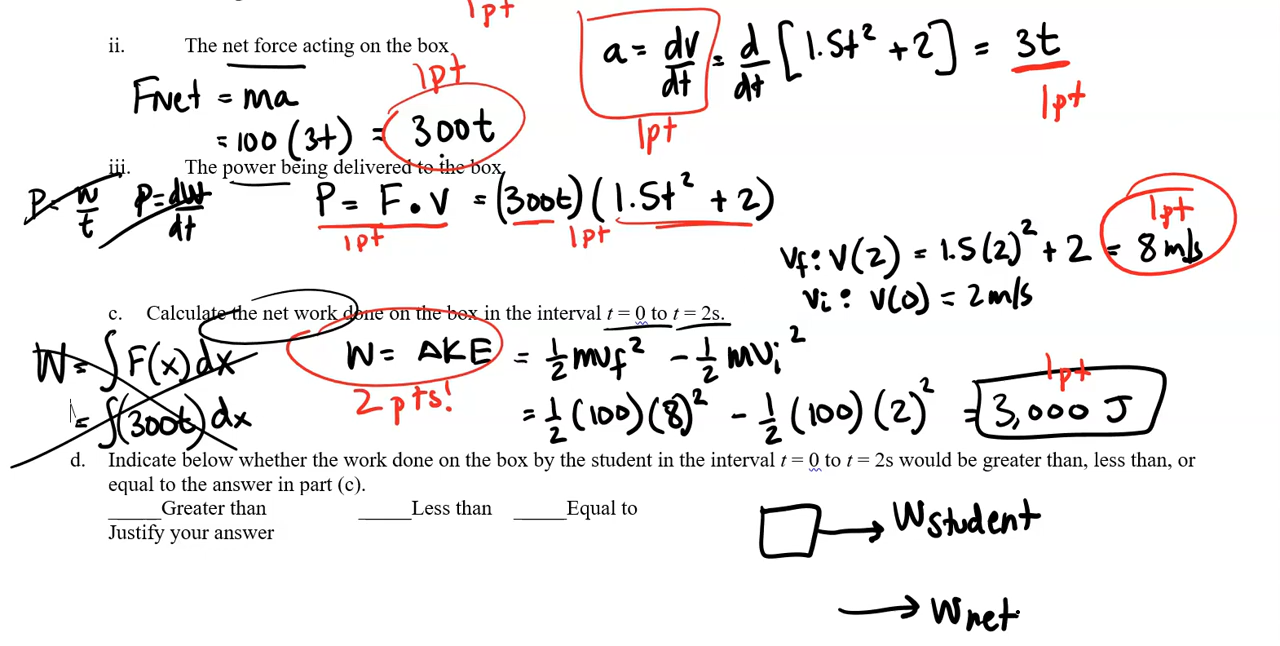 1pt
ii. The net force acting on the box
a = dv/dt = d/dt [1.5t² + 2] = 3t
1pt
1pt
1pt
FNet = ma
= 100 (3t) = 300t
iii. The power being delivered to the box
P = W/t P = dW/dt P = F • V = (300t) (1.5t² + 2)
1pt 1pt
1pt
Vf : V(2) = 1.5(2)² + 2 = 8 m/s
Vi : V(0) = 2 m/s
c. Calculate the net work done on the box in the interval t = 0 to t = 2s.
W = ∫F(x)dx W = ΔKE = ½mVf² - ½mVi²
2 pts!
1pt
= ∫(300t)dx = ½(100)(8)² - ½(100)(2)² = 3,000 J
d. Indicate below whether the work done on the box by the student in the interval t = 0 to t = 2s would be greater than, less than, or
equal to the answer in part (c).
_____Greater than _____Less than _____Equal to
Justify your answer
Wstudent
Wnet